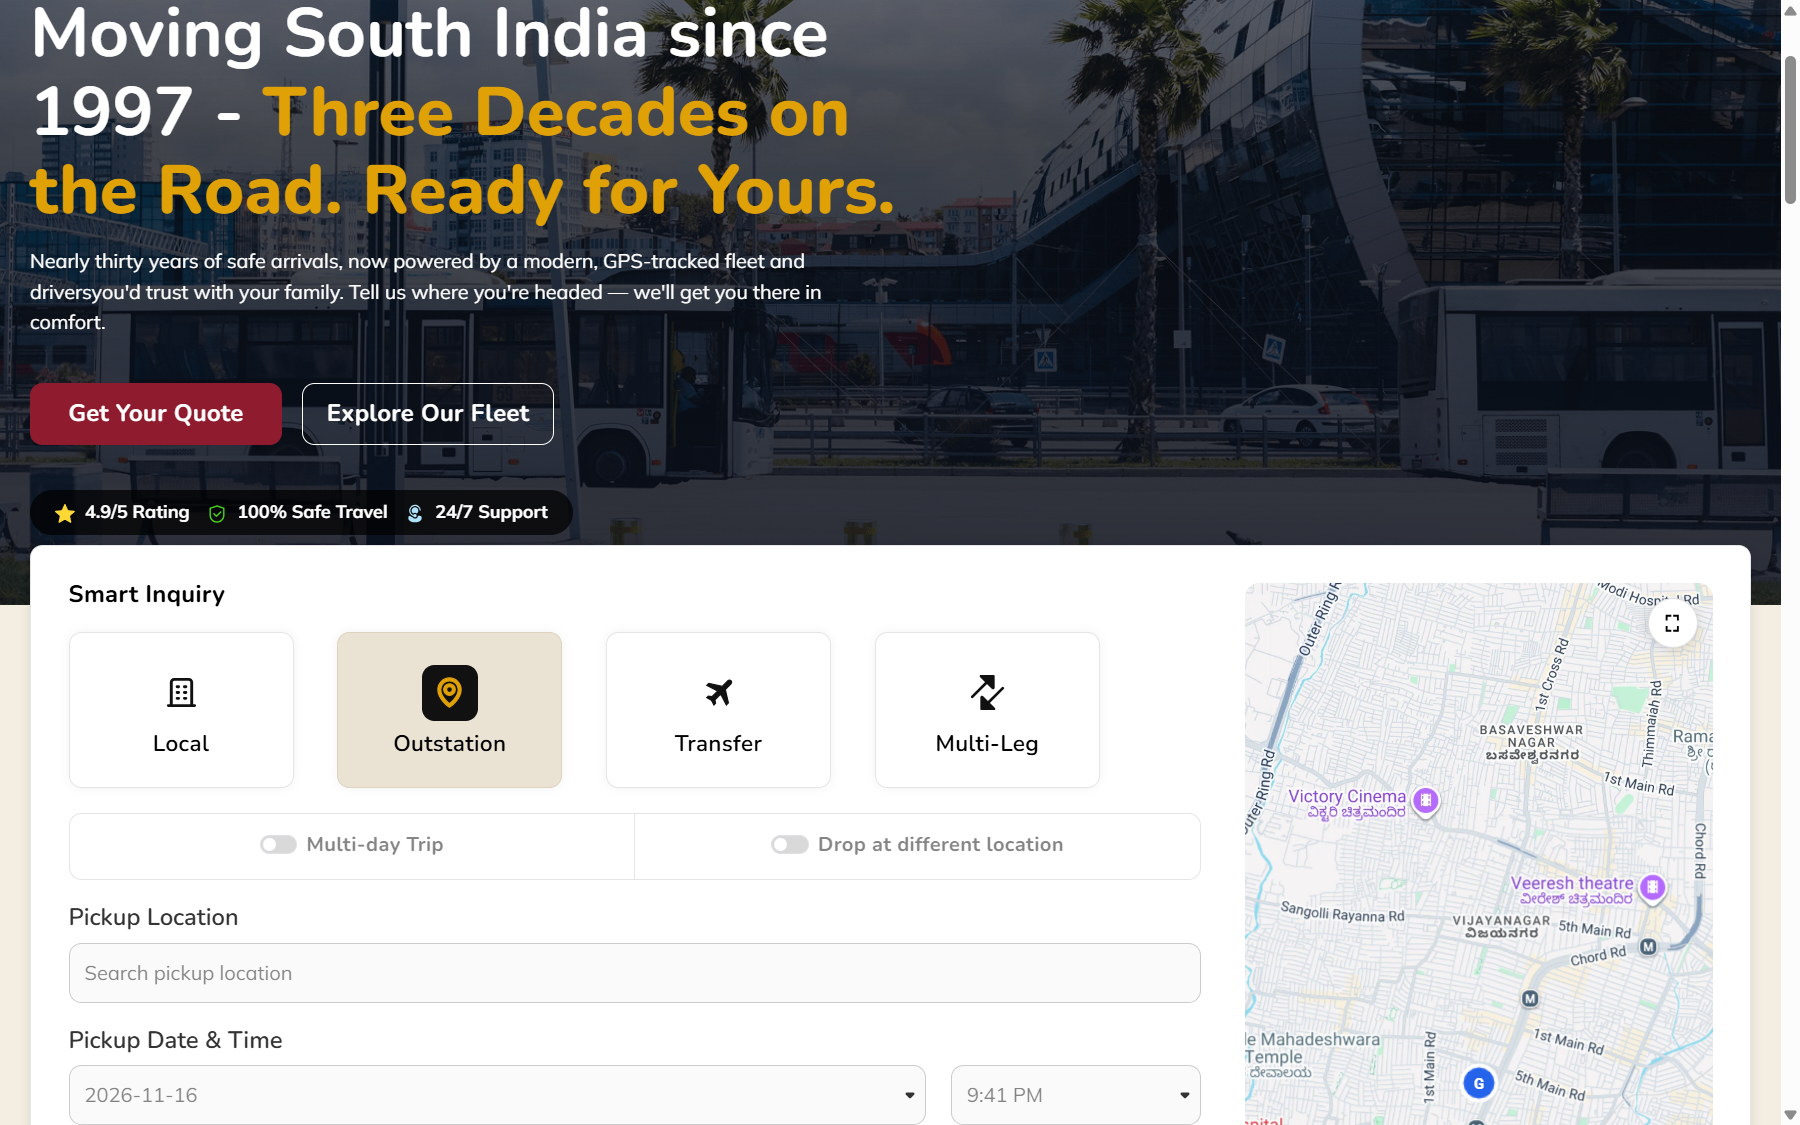 Moving South India since
1997 - Three Decades on
the Road. Ready for Yours.
Nearly thirty years of safe arrivals, now powered by a modern, GPS-tracked fleet and
driversyou'd trust with your family. Tell us where you're headed — we'll get you there in
comfort.
Get Your Quote
Explore Our Fleet
4.9/5 Rating
100% Safe Travel
24/7 Support
Smart Inquiry
Local
Outstation
Transfer
Multi-Leg
Multi-day Trip
Drop at different location
Pickup Location
Search pickup location
Pickup Date & Time
2026-11-16
9:41 PM
Modi Hospital Rd
Outer Ring R
1st Cross Rd
Thimmaiah Rd
BASAVESHWAR
NAGAR
ಬಸವೇಶ್ವರನಗರ
Rama
1st Main Rd
uter Ring Rd
Victory Cinema
ವಿಕ್ಟರಿ ಚಿತ್ರಮಂದಿರ
Chord Rd
Veeresh theatre
ವೀರೇಶ್ ಚಿತ್ರಮಂದಿರ
Sangolli Rayanna Rd
VIJAYANAGAR
ವಿಜಯನಗರ
5th Main Rd
M
Chord Rd
M
le Mahadeshwara
Temple
ದೇವಾಲಯ
1st Main Rd
1st Main Rd
G
5th Main Rd